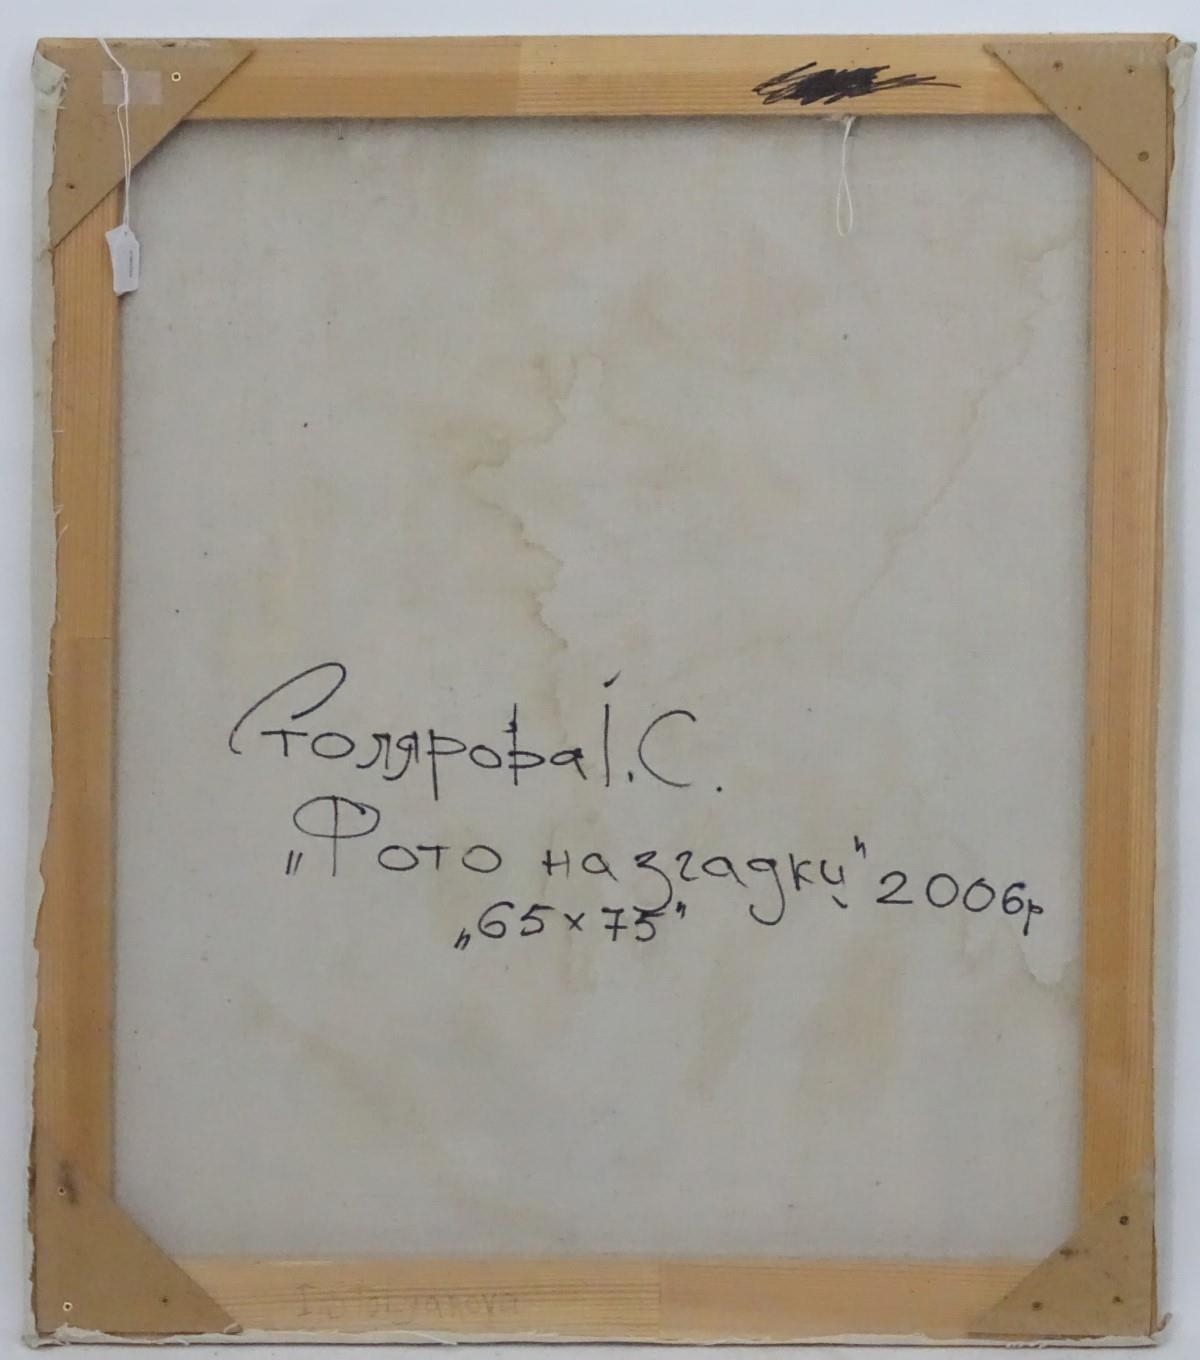 Столярова І. С.
„Фото на згадку" 2006р
„65 x 75"